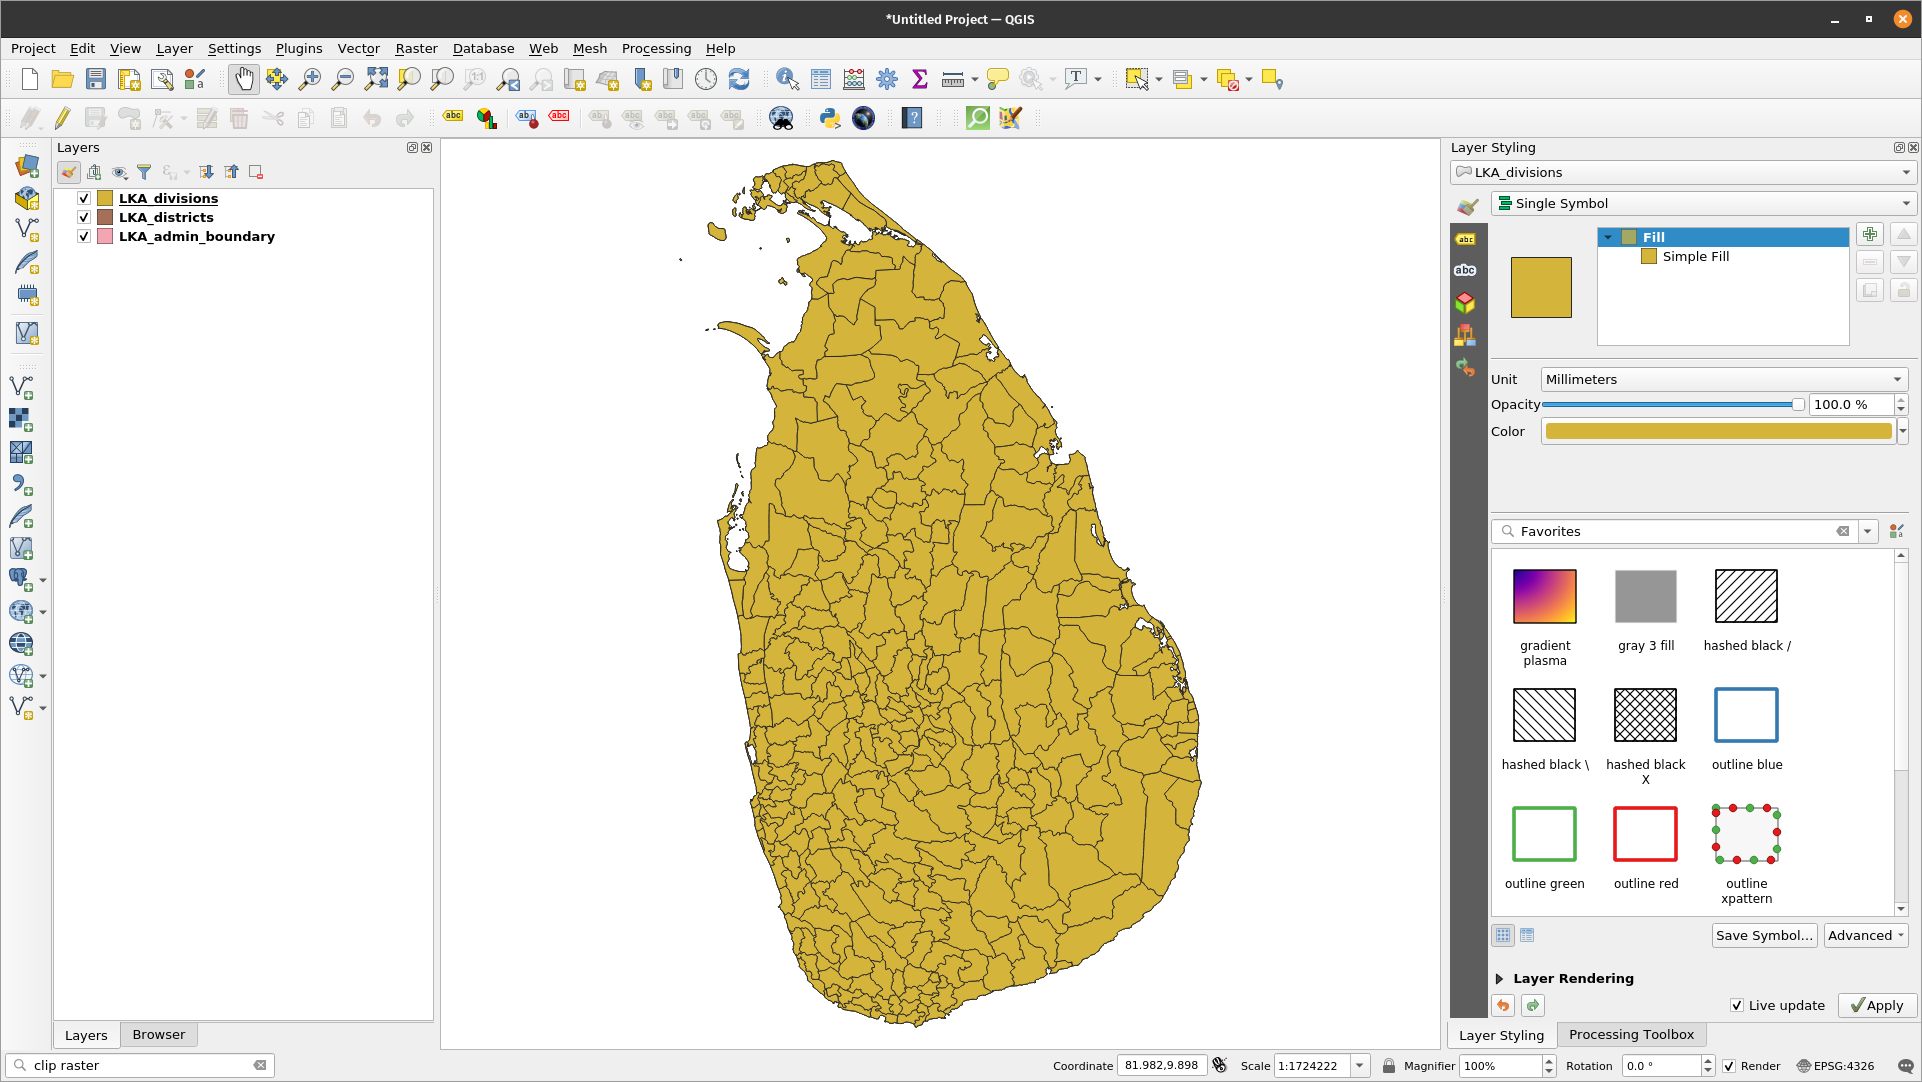 *Untitled Project — QGIS
Project Edit View Layer Settings Plugins Vector Raster Database Web Mesh Processing Help
Layers
LKA_divisions
LKA_districts
LKA_admin_boundary
Layers Browser
clip raster
Layer Styling
LKA_divisions
Single Symbol
Fill
Simple Fill
Unit Millimeters
Opacity 100.0 %
Color
Favorites
gradient plasma
gray 3 fill
hashed black /
hashed black \
hashed black X
outline blue
outline green
outline red
outline xpattern
Save Symbol... Advanced
Layer Rendering
Live update Apply
Layer Styling Processing Toolbox
Coordinate 81.982,9.898 Scale 1:1724222 Magnifier 100% Rotation 0.0 ° Render EPSG:4326